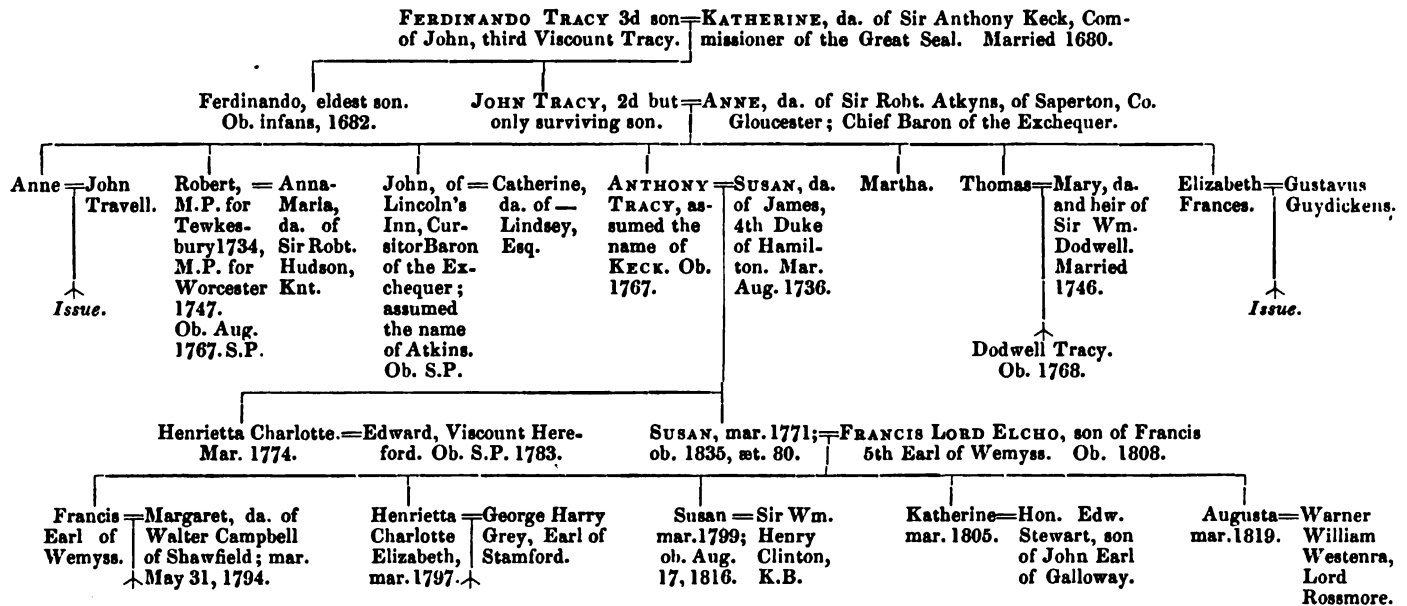 FERDINANDO TRACY 3d son = KATHERINE, da. of Sir Anthony Keck, Com-
of John, third Viscount Tracy. missioner of the Great Seal. Married 1680.
Ferdinando, eldest son.
Ob. infans, 1682.
JOHN TRACY, 2d but = ANNE, da. of Sir Robt. Atkyns, of Saperton, Co.
only surviving son. Gloucester; Chief Baron of the Exchequer.
Anne = John
Travell.
Issue.
Robert, =
M.P. for
Tewkes-
bury 1734,
M.P. for
Worcester
1747.
Ob. Aug.
1767. S.P.
Anna-
Maria,
da. of
Sir Robt.
Hudson,
Knt.
John, of =
Lincoln's
Inn, Cur-
sitor Baron
of the Ex-
chequer;
assumed
the name
of Atkins.
Ob. S.P.
Catherine,
da. of —
Lindsey,
Esq.
ANTHONY =
TRACY, as-
sumed the
name of
KECK. Ob.
1767.
SUSAN, da.
of James,
4th Duke
of Hamil-
ton. Mar.
Aug. 1736.
Martha.
Thomas =
Mary, da.
and heir of
Sir Wm.
Dodwell.
Married
1746.
Dodwell Tracy.
Ob. 1768.
Elizabeth =
Frances.
Gustavus
Guydickens.
Issue.
Henrietta Charlotte. = Edward, Viscount Here-
Mar. 1774. ford. Ob. S.P. 1783.
SUSAN, mar. 1771; = FRANCIS LORD ELCHO, son of Francis
ob. 1835, æt. 80. 5th Earl of Wemyss. Ob. 1808.
Francis =
Earl of
Wemyss.
Margaret, da. of
Walter Campbell
of Shawfield; mar.
May 31, 1794.
Henrietta =
Charlotte
Elizabeth,
mar. 1797.
George Harry
Grey, Earl of
Stamford.
Susan =
mar. 1799;
ob. Aug.
17, 1816.
Sir Wm.
Henry
Clinton,
K.B.
Katherine =
mar. 1805.
Hon. Edw.
Stewart, son
of John Earl
of Galloway.
Augusta =
mar. 1819.
Warner
William
Westenra,
Lord
Rossmore.